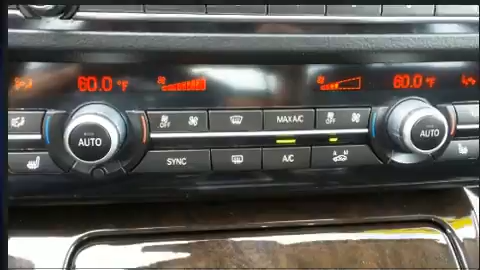 60.0 °F 60.0 °F
OFF MAX A/C OFF
AUTO AUTO
SYNC A/C A M